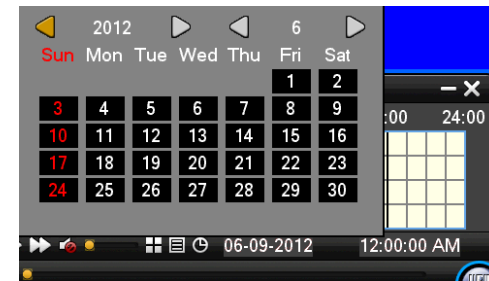 2012 6
Sun Mon Tue Wed Thu Fri Sat
1 2
3 4 5 6 7 8 9
:00 24:00
10 11 12 13 14 15 16
17 18 19 20 21 22 23
24 25 26 27 28 29 30
06-09-2012 12:00:00 AM